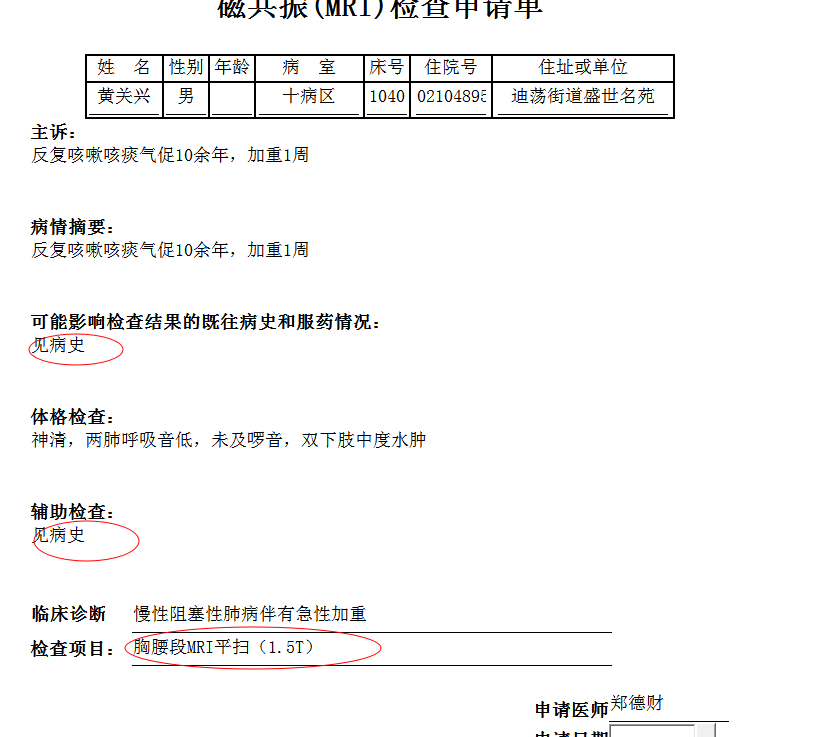 磁共振(MRI)检查申请单
姓 名 性别 年龄 病 室 床号 住院号 住址或单位
黄关兴 男 十病区 1040 02104895 迪荡街道盛世名苑
主诉:
反复咳嗽咳痰气促10余年，加重1周
病情摘要:
反复咳嗽咳痰气促10余年，加重1周
可能影响检查结果的既往病史和服药情况:
见病史
体格检查:
神清，两肺呼吸音低，未及啰音，双下肢中度水肿
辅助检查:
见病史
临床诊断 慢性阻塞性肺病伴有急性加重
检查项目: 胸腰段MRI平扫（1.5T）
申请医师 郑德财
申请日期